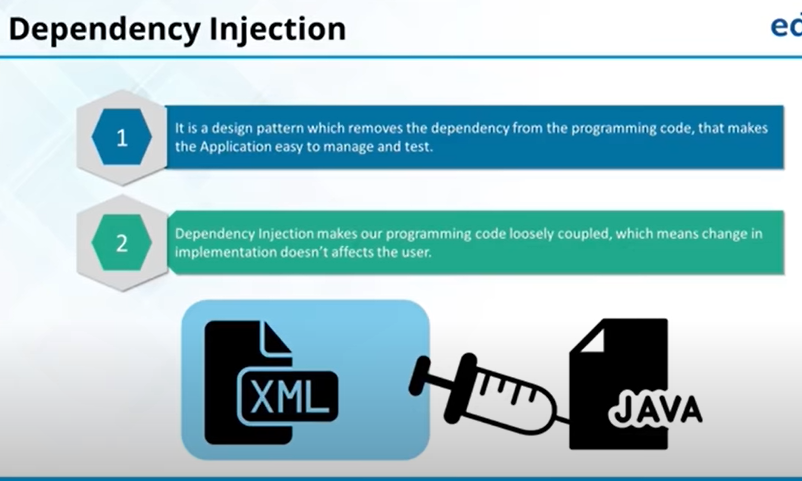 Dependency Injection
ed
1
It is a design pattern which removes the dependency from the programming code, that makes
the Application easy to manage and test.
2
Dependency Injection makes our programming code loosely coupled, which means change in
implementation doesn't affects the user.
XML
JAVA